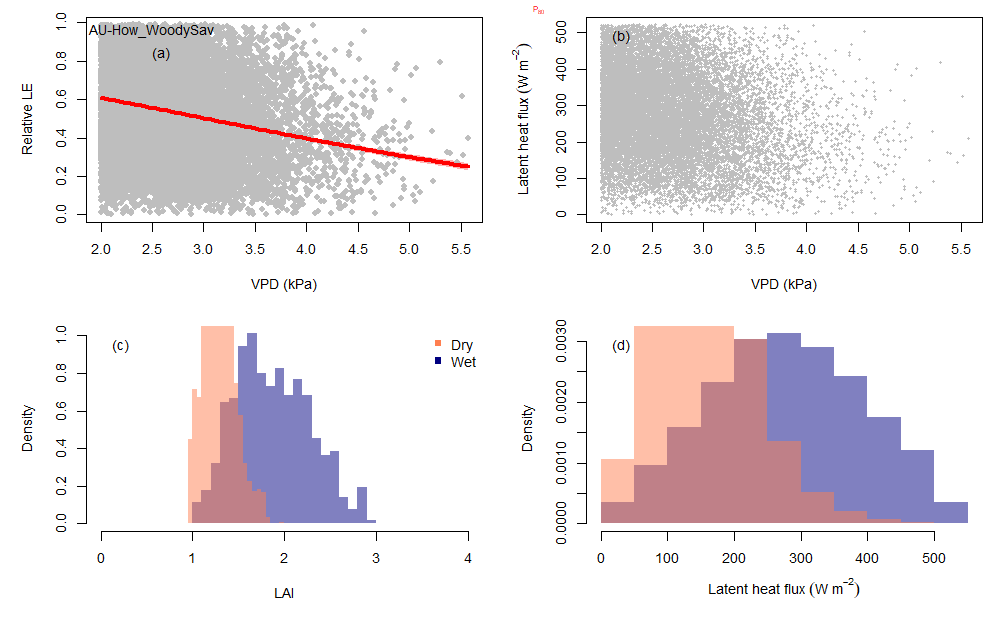 P₅₀
AU-How_WoodySav
(a)
Relative LE
0.0 0.2 0.4 0.6 0.8 1.0
2.0 2.5 3.0 3.5 4.0 4.5 5.0 5.5
VPD (kPa)
(b)
Latent heat flux (W m⁻²)
0 100 200 300 400 500
2.0 2.5 3.0 3.5 4.0 4.5 5.0 5.5
VPD (kPa)
(c)
Dry
Wet
Density
0.0 0.2 0.4 0.6 0.8 1.0
0 1 2 3 4
LAI
(d)
Density
0.0000 0.0010 0.0020 0.0030
0 100 200 300 400 500
Latent heat flux (W m⁻²)